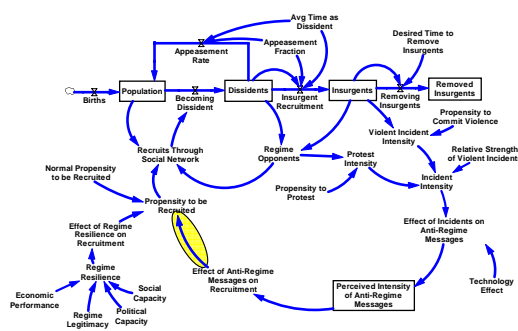 Avg Time as
Dissident
Desired Time to
Remove
Insurgents
Appeasement
Rate
Appeasement
Fraction
Births
Population
Becoming
Dissident
Dissidents
Insurgent
Recruitment
Insurgents
Removing
Insurgents
Removed
Insurgents
Propensity to
Commit Violence
Violent Incident
Intensity
Recruits Through
Social Network
Regime
Opponents
Protest
Intensity
Relative Strength
of Violent Incident
Incident
Intensity
Normal Propensity
to be Recruited
Propensity to
Protest
Propensity to be
Recruited
Effect of Regime
Resilience on
Recruitment
Effect of Incidents on
Anti-Regime
Messages
Regime
Resilience
Effect of Anti-Regime
Messages on
Recruitment
Technology
Effect
Social
Capacity
Perceived Intensity
of Anti-Regime
Messages
Economic
Performance
Political
Capacity
Regime
Legitimacy